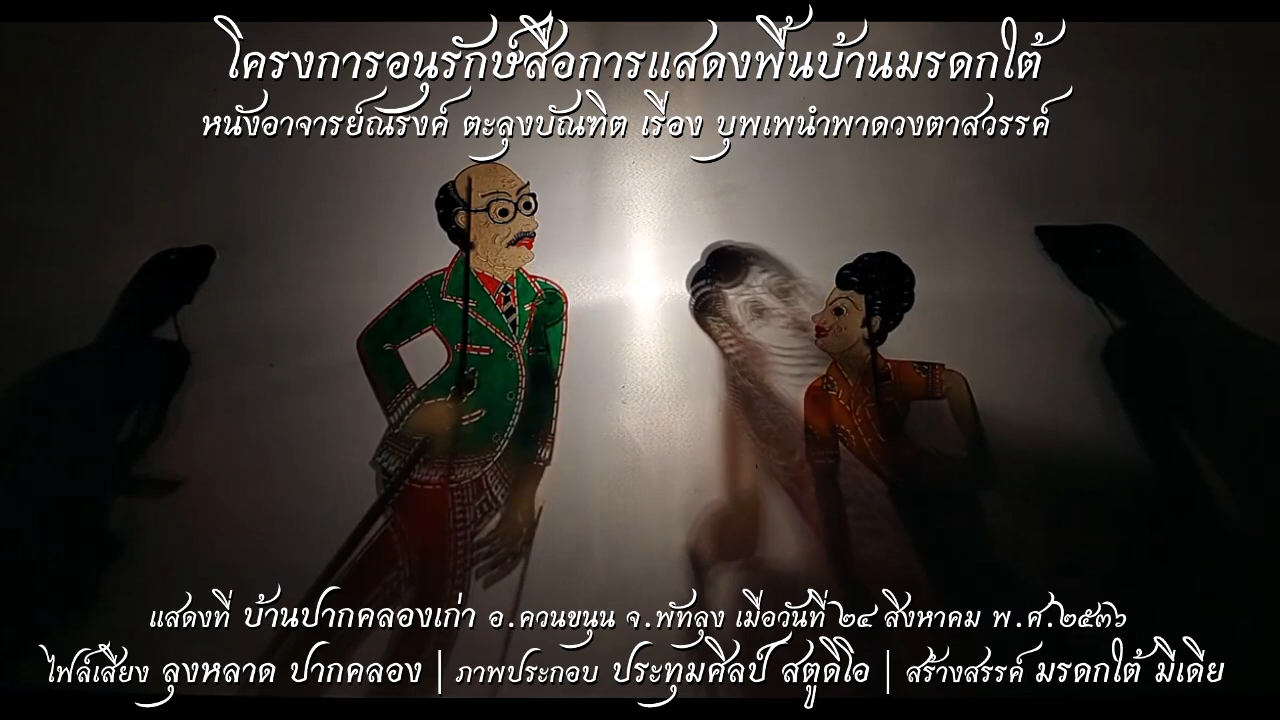 โครงการอนุรักษ์สื่อการแสดงพื้นบ้านมรดกใต้
หนังอาจารย์ณรงค์ ตะลุงบัณฑิต เรื่อง บุพเพนำพาดวงตาสวรรค์
แสดงที่ บ้านปากคลองเก่า อ.ควนขนุน จ.พัทลุง เมื่อวันที่ ๒๔ สิงหาคม พ.ศ.๒๕๓๖
ไฟล์เสียง ลุงหลาด ปากคลอง | ภาพประกอบ ประทุมศิลป์ สตูดิโอ | สร้างสรรค์ มรดกใต้ มีเดีย